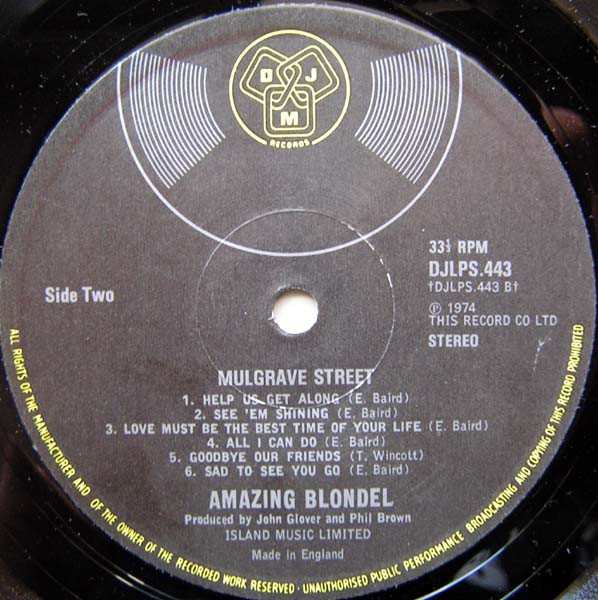 D J
M
RECORDS
33⅓ RPM
DJLPS.443
†DJLPS.443 B†
Ⓟ 1974
THIS RECORD CO LTD
STEREO
Side Two
MULGRAVE STREET
1. HELP US GET ALONG (E. Baird)
2. SEE 'EM SHINING (E. Baird)
3. LOVE MUST BE THE BEST TIME OF YOUR LIFE (E. Baird)
4. ALL I CAN DO (E. Baird)
5. GOODBYE OUR FRIENDS (T. Wincott)
6. SAD TO SEE YOU GO (E. Baird)
AMAZING BLONDEL
Produced by John Glover and Phil Brown
ISLAND MUSIC LIMITED
Made in England
ALL RIGHTS OF THE MANUFACTURER AND OF THE OWNER OF THE RECORDED WORK RESERVED · UNAUTHORISED PUBLIC PERFORMANCE BROADCASTING AND COPYING OF THIS RECORD PROHIBITED